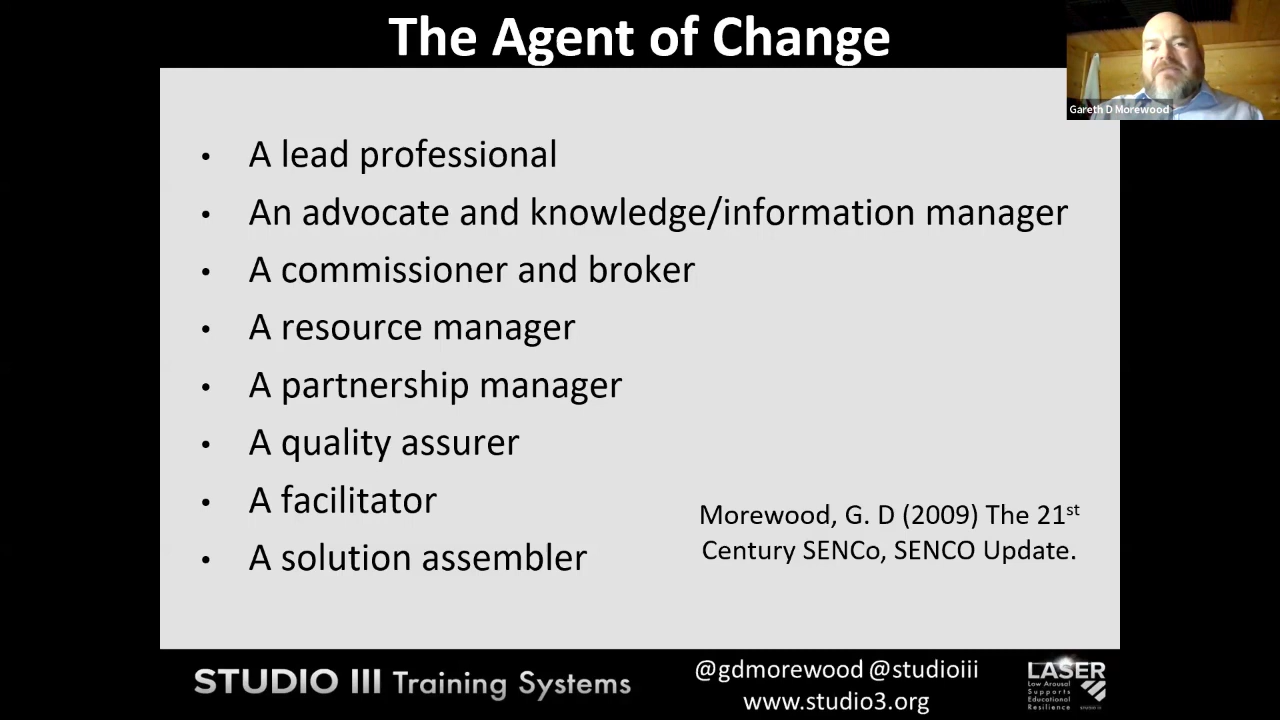 The Agent of Change
Gareth D Morewood
• A lead professional
• An advocate and knowledge/information manager
• A commissioner and broker
• A resource manager
• A partnership manager
• A quality assurer
• A facilitator
• A solution assembler
Morewood, G. D (2009) The 21st
Century SENCo, SENCO Update.
STUDIO III Training Systems
@gdmorewood @studioiii
www.studio3.org
LASER
Low Arousal
Supports
Educational
Resilience
STUDIO III